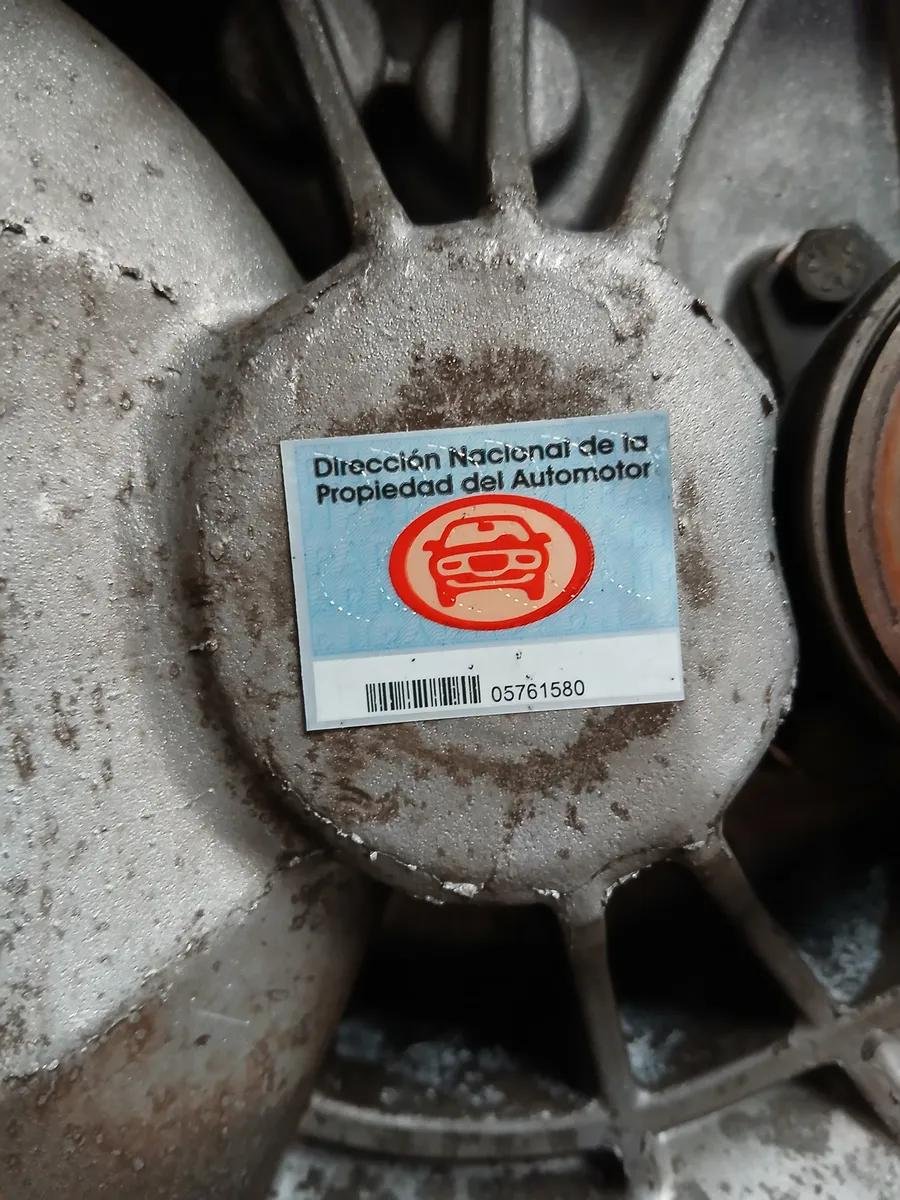 Dirección Nacional de la
Propiedad del Automotor
05761580